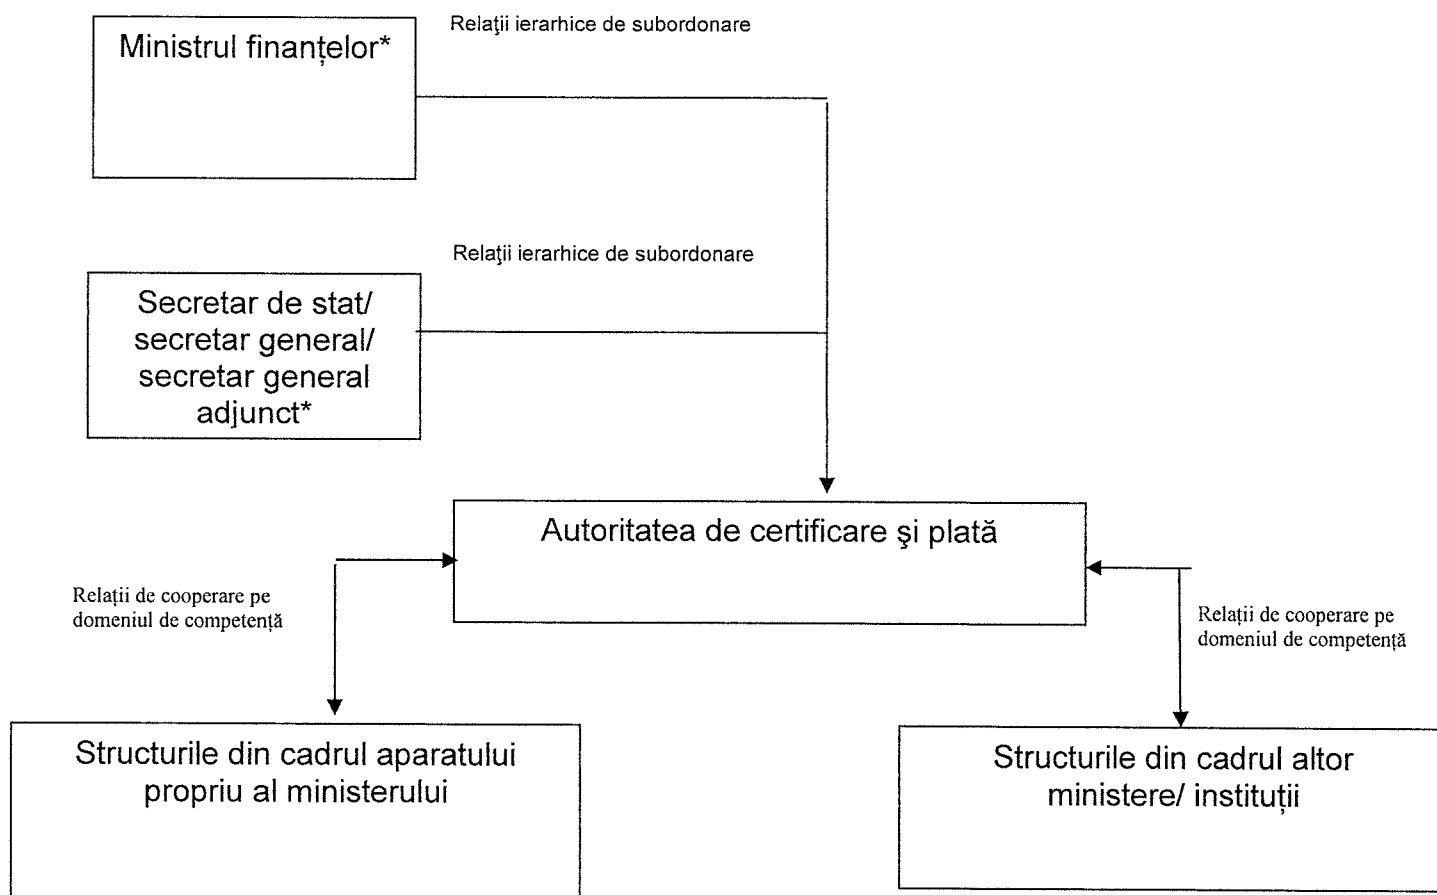 Relaţii ierarhice de subordonare
Ministrul finanțelor*
Relaţii ierarhice de subordonare
Secretar de stat/
secretar general/
secretar general
adjunct*
Autoritatea de certificare şi plată
Relații de cooperare pe
domeniul de competență
Relații de cooperare pe
domeniul de competență
Structurile din cadrul aparatului
propriu al ministerului
Structurile din cadrul altor
ministere/ instituții